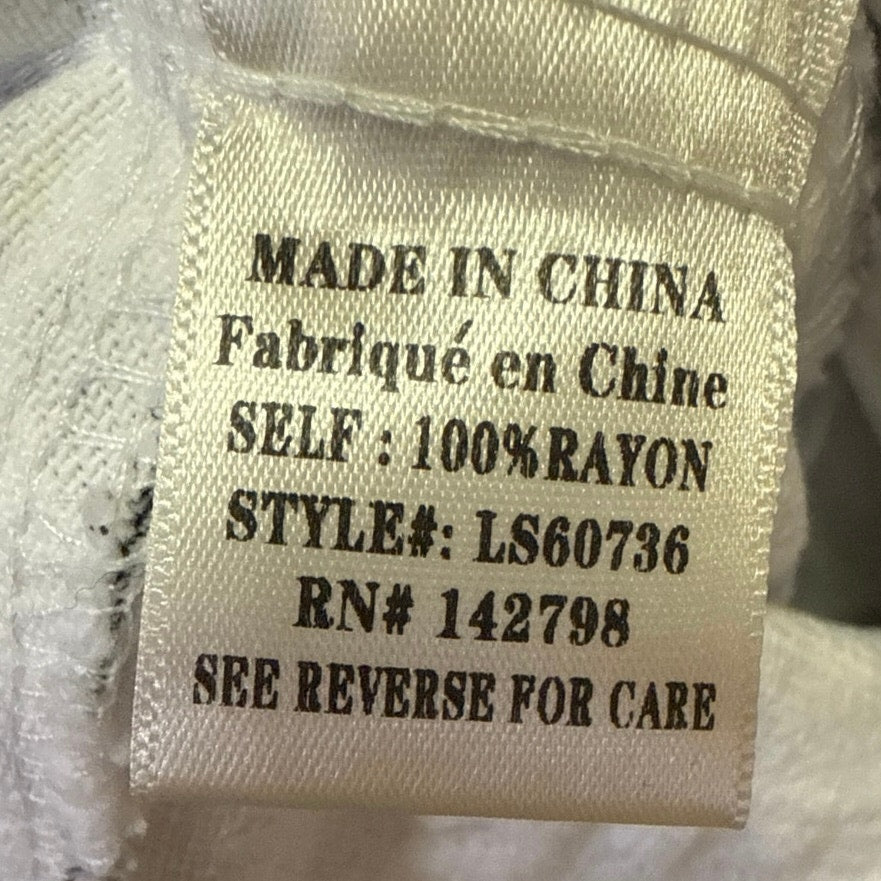 MADE IN CHINA
Fabriqué en Chine
SELF : 100%RAYON
STYLE#: LS60736
RN# 142798
SEE REVERSE FOR CARE